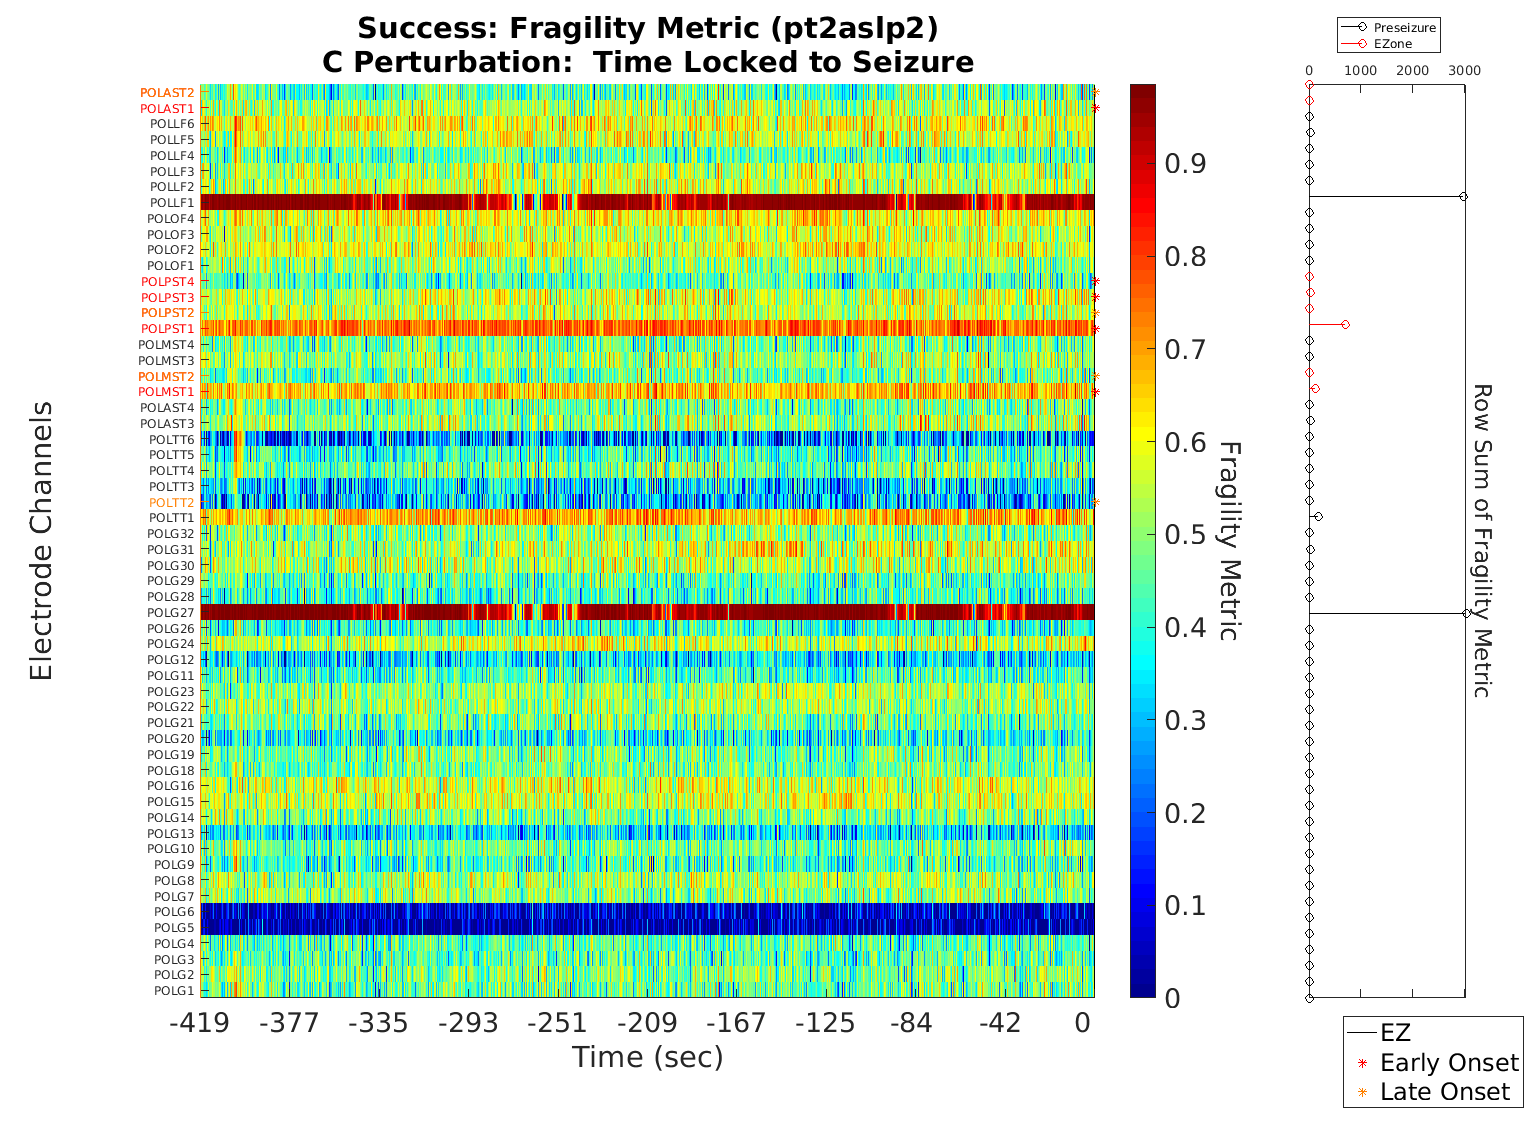 Success: Fragility Metric (pt2aslp2)
C Perturbation:  Time Locked to Seizure
Electrode Channels
POLAST2
POLAST1
POLLF6
POLLF5
POLLF4
POLLF3
POLLF2
POLLF1
POLOF4
POLOF3
POLOF2
POLOF1
POLPST4
POLPST3
POLPST2
POLPST1
POLMST4
POLMST3
POLMST2
POLMST1
POLAST4
POLAST3
POLTT6
POLTT5
POLTT4
POLTT3
POLTT2
POLTT1
POLG32
POLG31
POLG30
POLG29
POLG28
POLG27
POLG26
POLG24
POLG12
POLG11
POLG23
POLG22
POLG21
POLG20
POLG19
POLG18
POLG16
POLG15
POLG14
POLG13
POLG10
POLG9
POLG8
POLG7
POLG6
POLG5
POLG4
POLG3
POLG2
POLG1
-419 -377 -335 -293 -251 -209 -167 -125 -84 -42 0
Time (sec)
0.9
0.8
0.7
0.6
0.5
0.4
0.3
0.2
0.1
0
Fragility Metric
Preseizure
EZone
0 1000 2000 3000
Row Sum of Fragility Metric
EZ
Early Onset
Late Onset